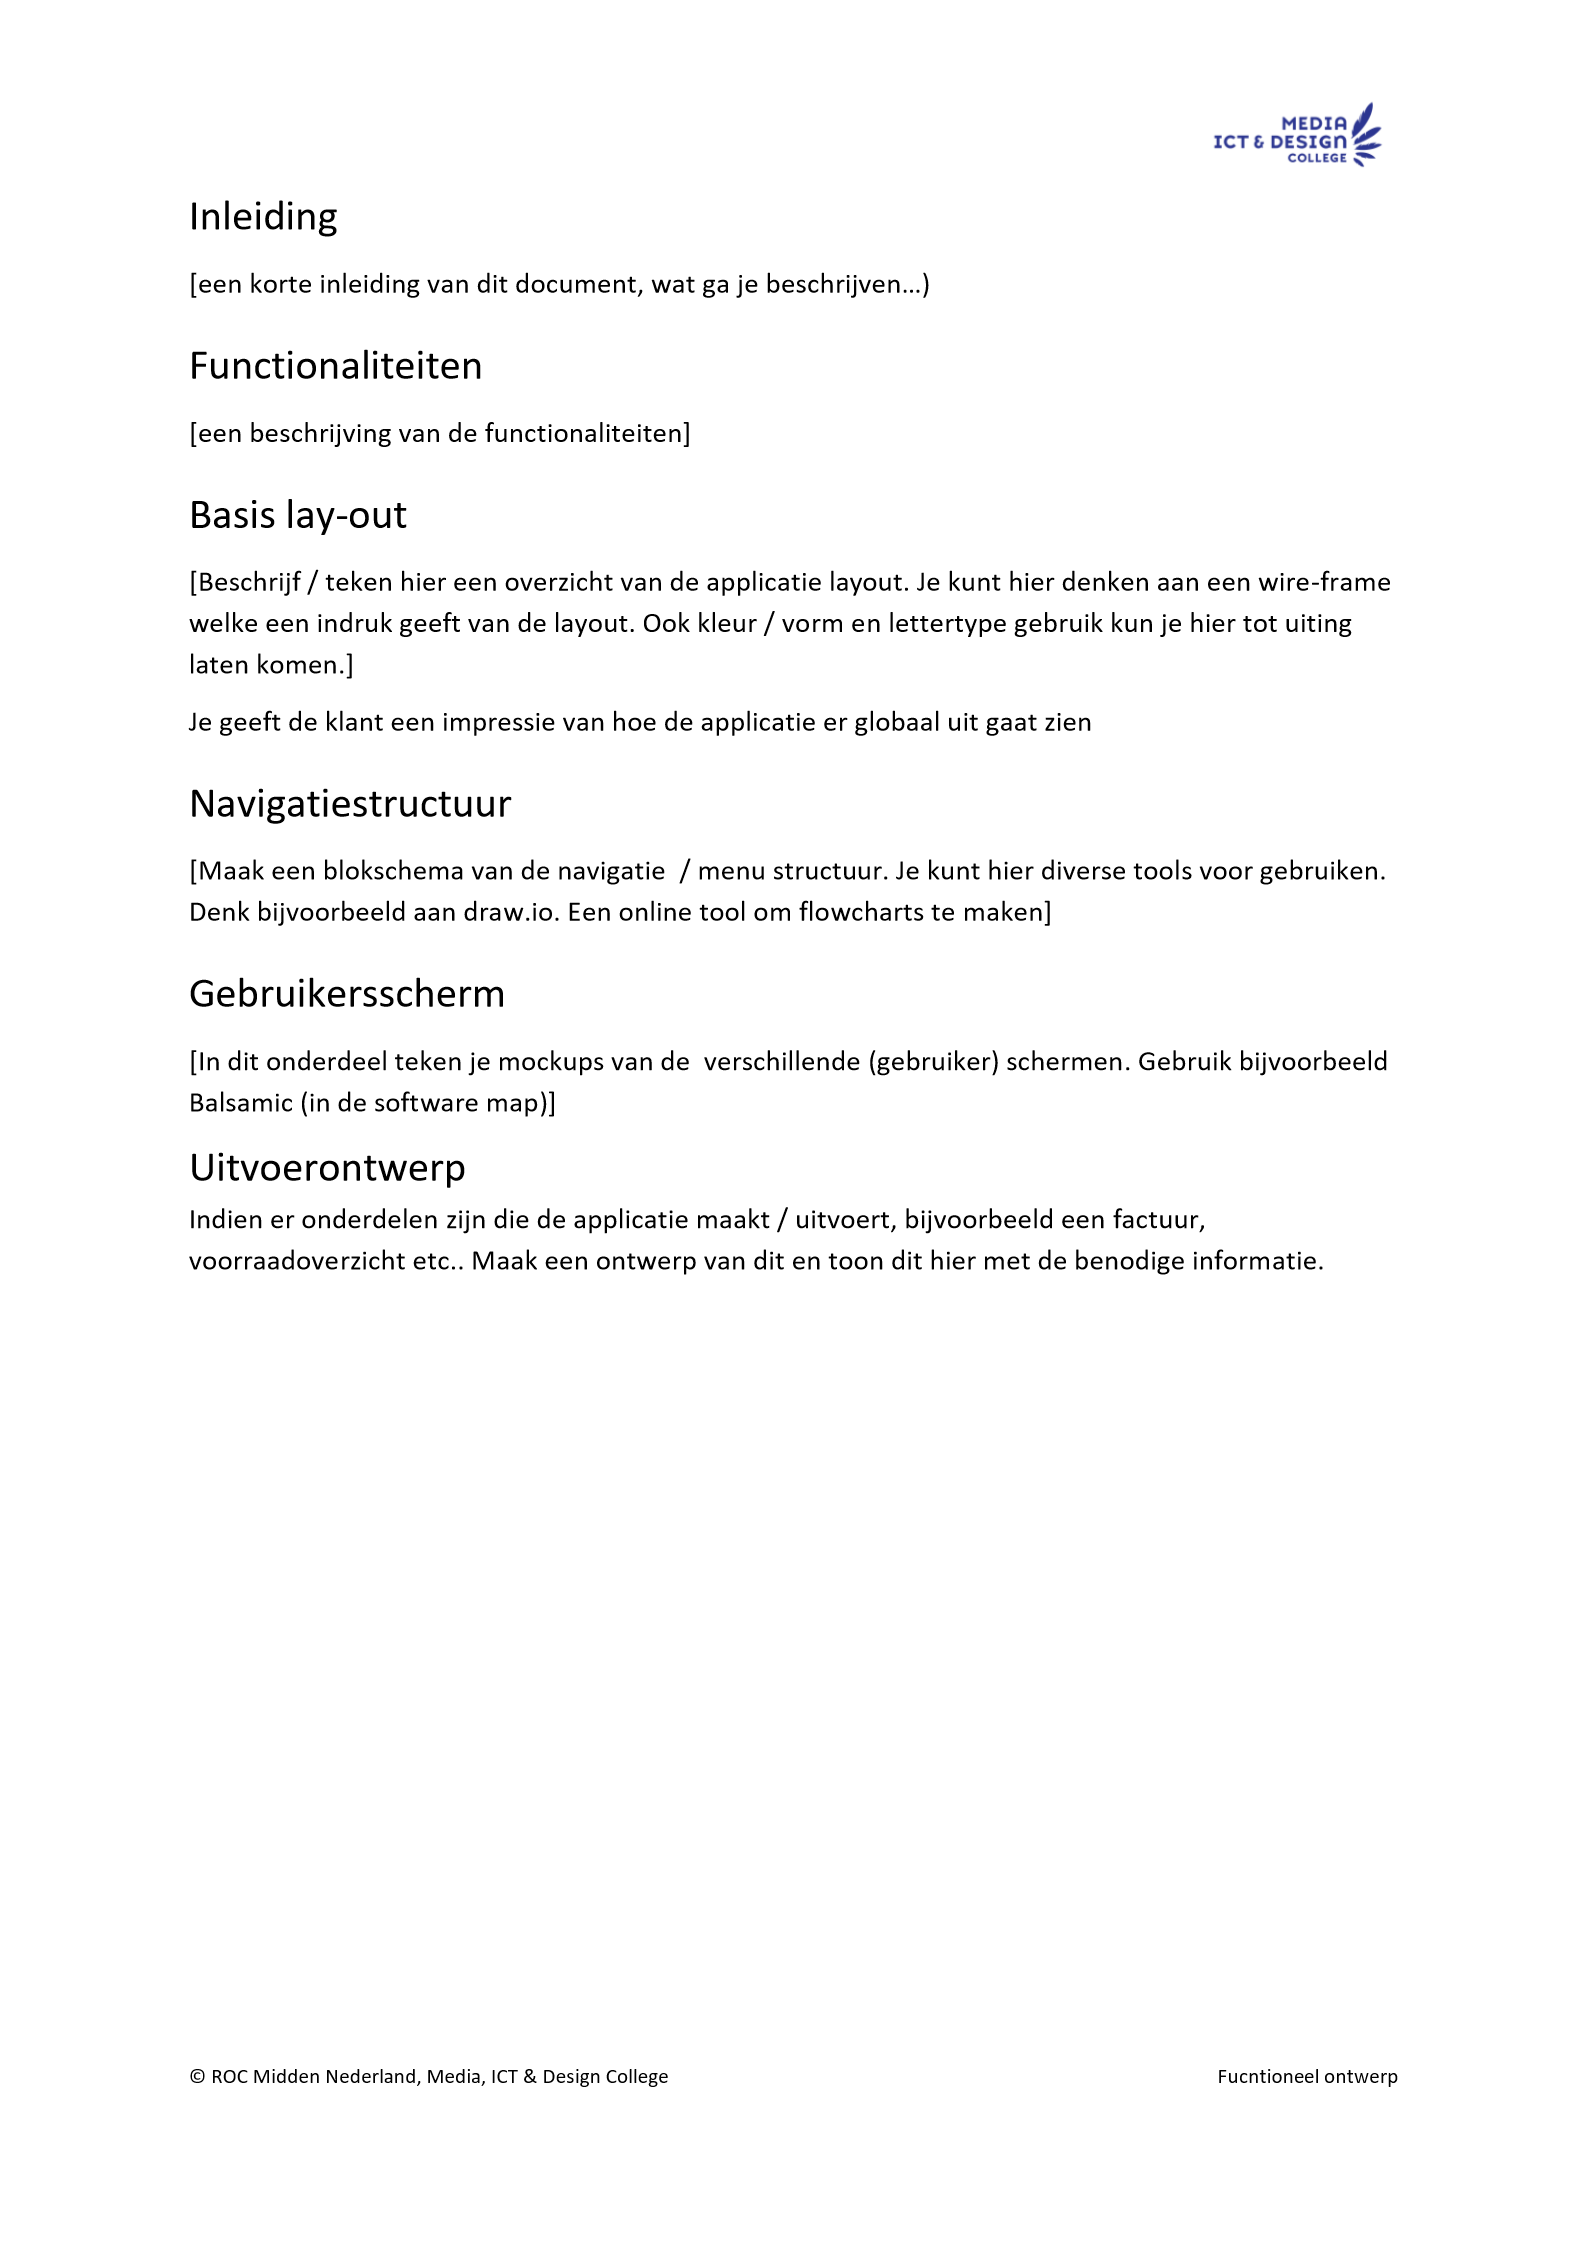 MEDIA
ICT & DESIGN
COLLEGE
Inleiding
[een korte inleiding van dit document, wat ga je beschrijven…)
Functionaliteiten
[een beschrijving van de functionaliteiten]
Basis lay-out
[Beschrijf / teken hier een overzicht van de applicatie layout. Je kunt hier denken aan een wire-frame
welke een indruk geeft van de layout. Ook kleur / vorm en lettertype gebruik kun je hier tot uiting
laten komen.]
Je geeft de klant een impressie van hoe de applicatie er globaal uit gaat zien
Navigatiestructuur
[Maak een blokschema van de navigatie  / menu structuur. Je kunt hier diverse tools voor gebruiken.
Denk bijvoorbeeld aan draw.io. Een online tool om flowcharts te maken]
Gebruikersscherm
[In dit onderdeel teken je mockups van de  verschillende (gebruiker) schermen. Gebruik bijvoorbeeld
Balsamic (in de software map)]
Uitvoerontwerp
Indien er onderdelen zijn die de applicatie maakt / uitvoert, bijvoorbeeld een factuur,
voorraadoverzicht etc.. Maak een ontwerp van dit en toon dit hier met de benodige informatie.
© ROC Midden Nederland, Media, ICT & Design College
Fucntioneel ontwerp